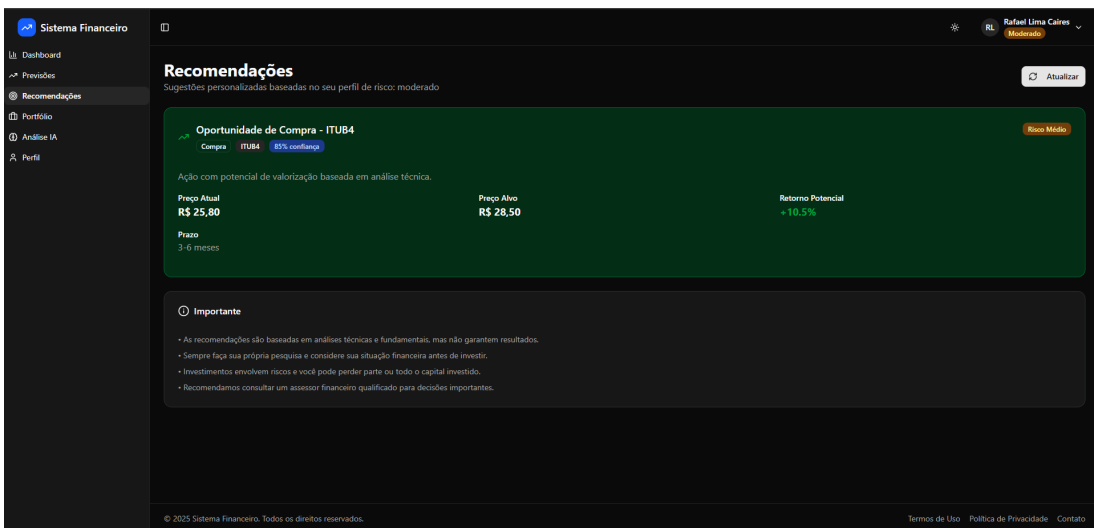 Sistema Financeiro
Rafael Lima Caires
RL
Moderado
Dashboard
Previsões
Recomendações
Portfólio
Análise IA
Perfil
Recomendações
Sugestões personalizadas baseadas no seu perfil de risco: moderado
Atualizar
Oportunidade de Compra - ITUB4
Risco Médio
Compra ITUB4 85% confiança
Ação com potencial de valorização baseada em análise técnica.
Preço Atual Preço Alvo Retorno Potencial
R$ 25,80 R$ 28,50 +10.5%
Prazo
3-6 meses
Importante
• As recomendações são baseadas em análises técnicas e fundamentais, mas não garantem resultados.
• Sempre faça sua própria pesquisa e considere sua situação financeira antes de investir.
• Investimentos envolvem riscos e você pode perder parte ou todo o capital investido.
• Recomendamos consultar um assessor financeiro qualificado para decisões importantes.
© 2025 Sistema Financeiro. Todos os direitos reservados.
Termos de Uso Política de Privacidade Contato